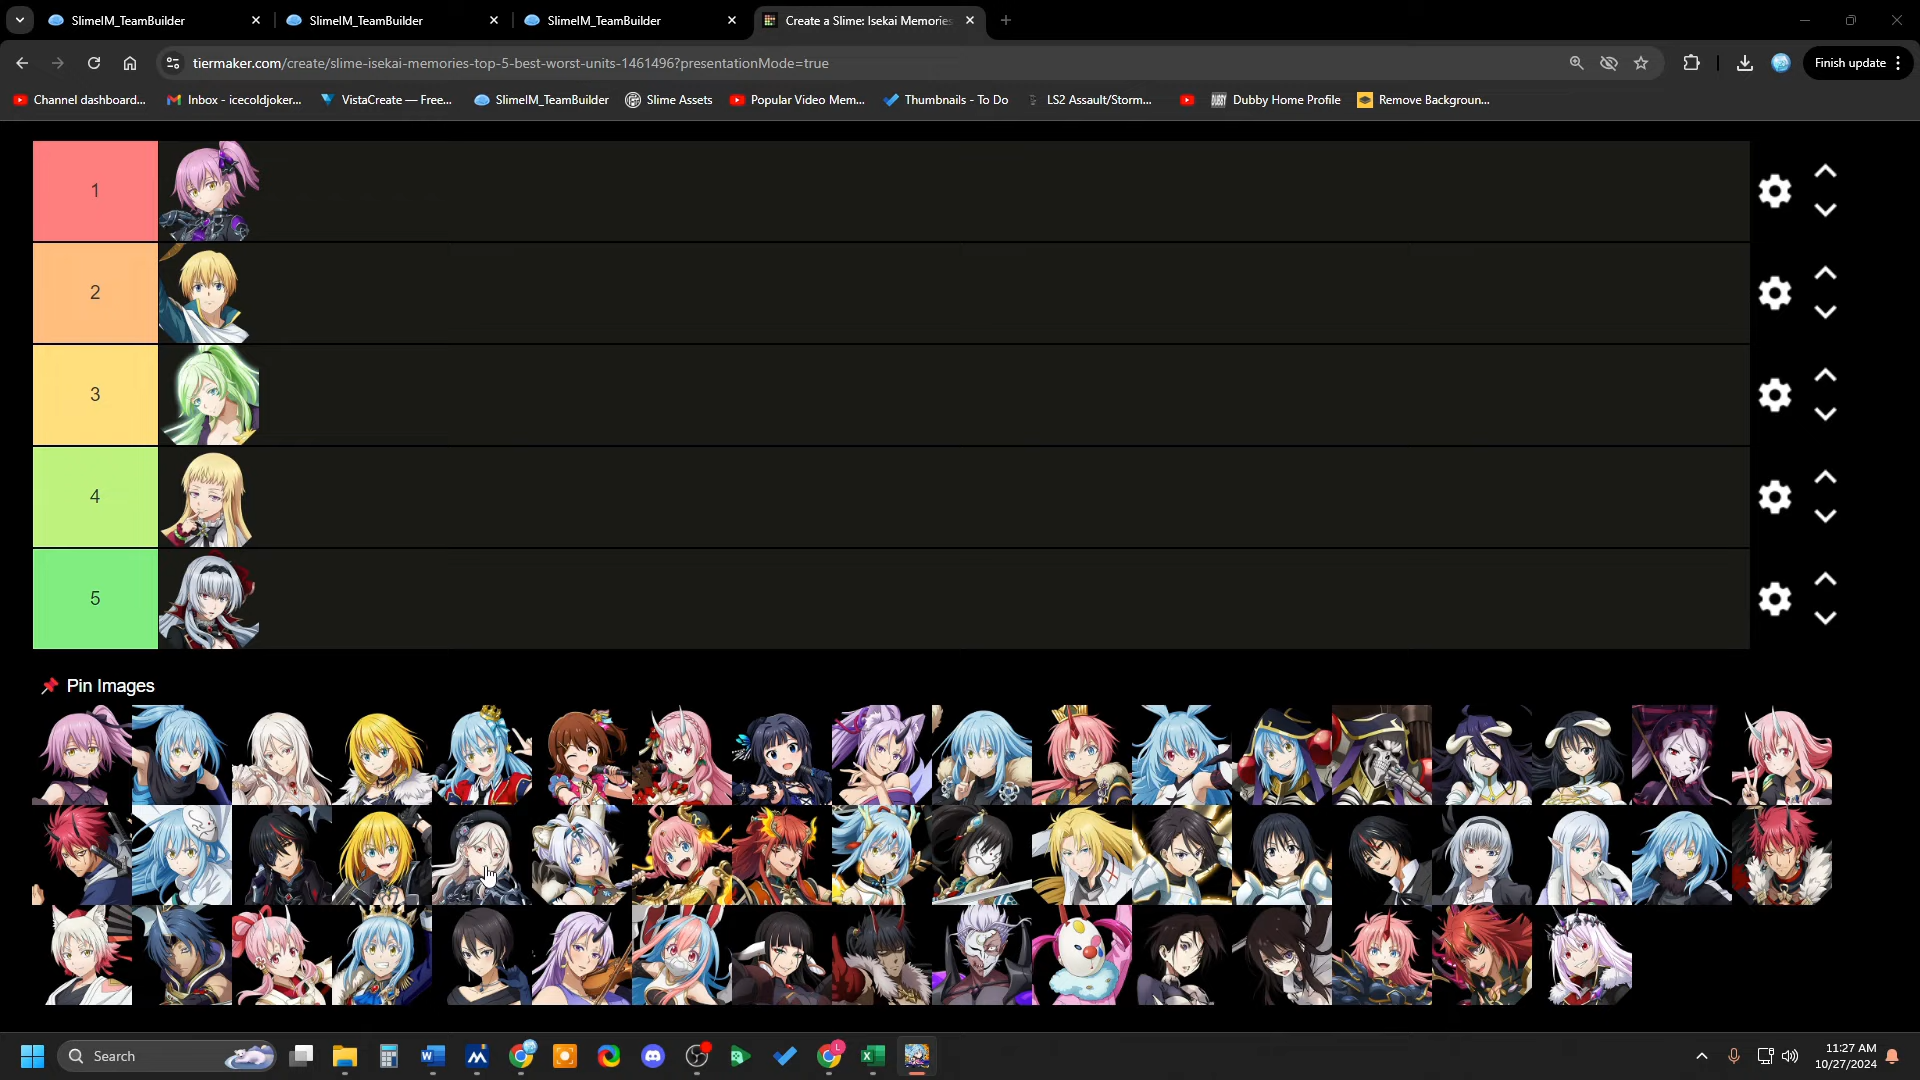 SlimeIM_TeamBuilder
SlimeIM_TeamBuilder
SlimeIM_TeamBuilder
Create a Slime: Isekai Memories
tiermaker.com/create/slime-isekai-memories-top-5-best-worst-units-1461496?presentationMode=true
Finish update
Channel dashboard...
Inbox - icecoldjoker...
VistaCreate — Free...
SlimeIM_TeamBuilder
Slime Assets
Popular Video Mem...
Thumbnails - To Do
LS2 Assault/Storm...
Dubby Home Profile
Remove Backgroun...
1
2
3
4
5
Pin Images
Search
11:27 AM
10/27/2024